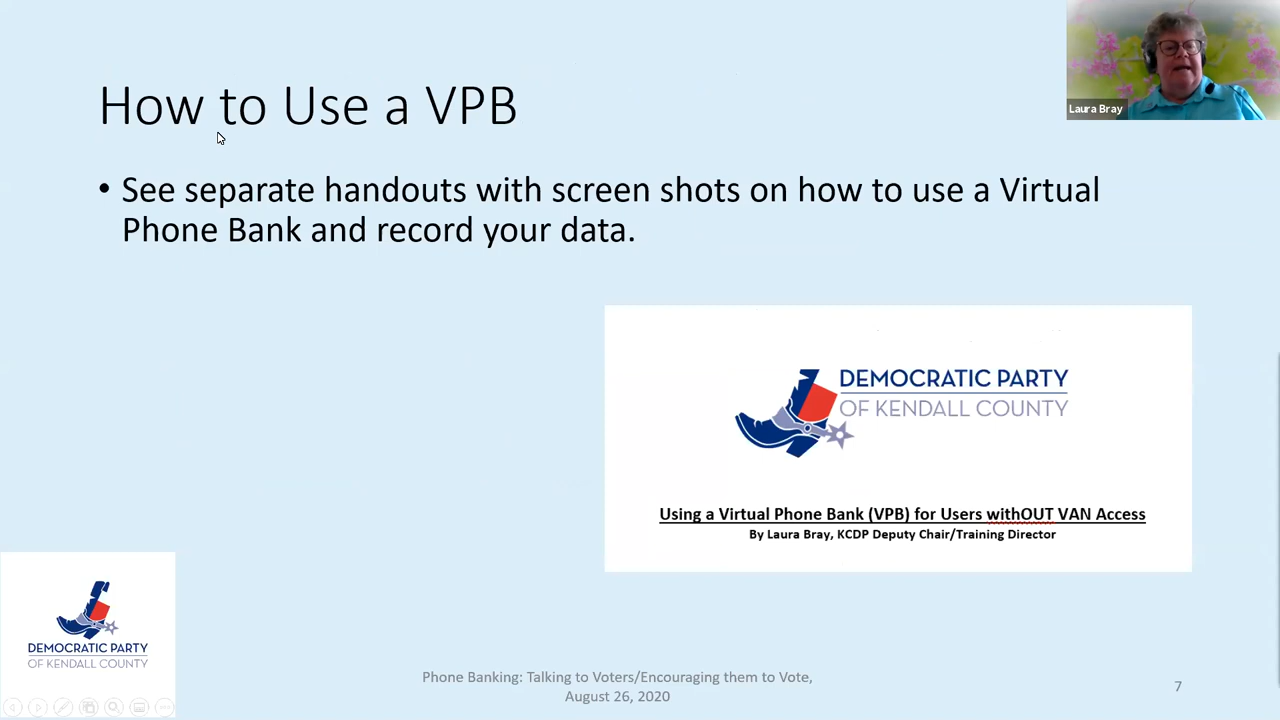 Laura Bray
How to Use a VPB
• See separate handouts with screen shots on how to use a Virtual
Phone Bank and record your data.
DEMOCRATIC PARTY
OF KENDALL COUNTY
Using a Virtual Phone Bank (VPB) for Users withOUT VAN Access
By Laura Bray, KCDP Deputy Chair/Training Director
DEMOCRATIC PARTY
OF KENDALL COUNTY
Phone Banking: Talking to Voters/Encouraging them to Vote,
August 26, 2020
7